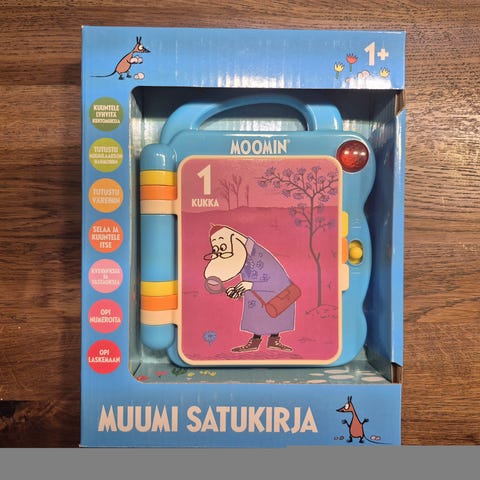 1+
KUUNTELE
LYHYITÄ
KERTOMUKSIA
TUTUSTU
MUUMILAAKSON
HAHMOIHIN
TUTUSTU
VÄREIHIN
SELAA JA
KUUNTELE
ITSE
KYSYMYKSIÄ JA
VASTAUKSIA
OPI
NUMEROITA
OPI
LASKEMAAN
MOOMIN
1
KUKKA
MUUMI SATUKIRJA